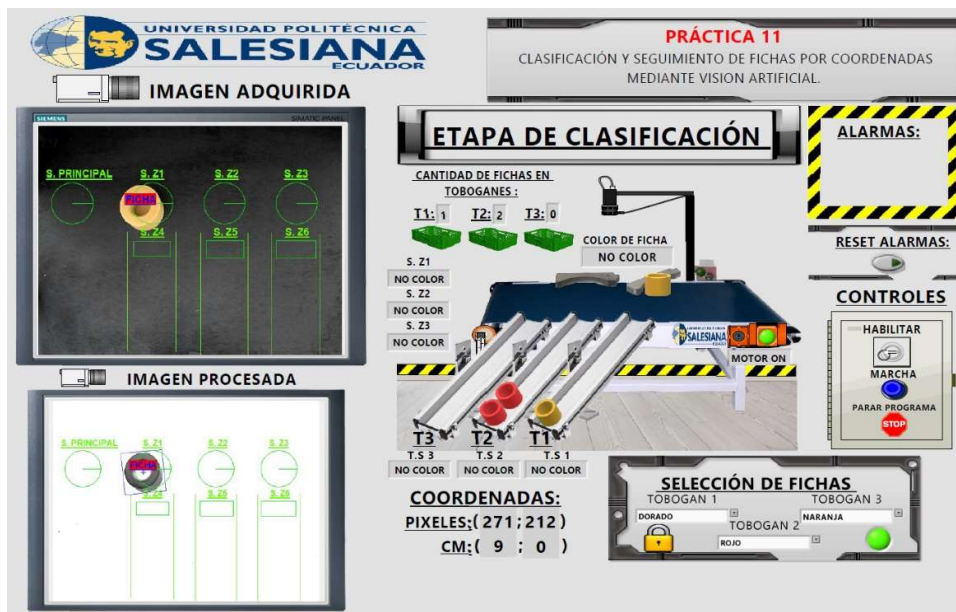 UNIVERSIDAD POLITÉCNICA
SALESIANA
ECUADOR
PRÁCTICA 11
CLASIFICACIÓN Y SEGUIMIENTO DE FICHAS POR COORDENADAS
MEDIANTE VISION ARTIFICIAL.
IMAGEN ADQUIRIDA
SIEMENS
SIMATIC PANEL
S. PRINCIPAL S. Z1 S. Z2 S. Z3
FICHA
S. Z4 S. Z5 S. Z6
IMAGEN PROCESADA
S. PRINCIPAL S. Z1 S. Z2 S. Z3
FICHA
S. Z4 S. Z5 S. Z6
ETAPA DE CLASIFICACIÓN
CANTIDAD DE FICHAS EN
TOBOGANES :
T1: 1 T2: 2 T3: 0
COLOR DE FICHA
NO COLOR
S. Z1
NO COLOR
S. Z2
NO COLOR
S. Z3
NO COLOR
SALESIANA
MOTOR ON
T3 T2 T1
T.S 3 T.S 2 T.S 1
NO COLOR NO COLOR NO COLOR
COORDENADAS:
PIXELES:( 271 ; 212 )
CM:( 9 ; 0 )
ALARMAS:
RESET ALARMAS:
CONTROLES
HABILITAR
MARCHA
PARAR PROGRAMA
STOP
SELECCIÓN DE FICHAS
TOBOGAN 1 TOBOGAN 3
DORADO NARANJA
TOBOGAN 2
ROJO